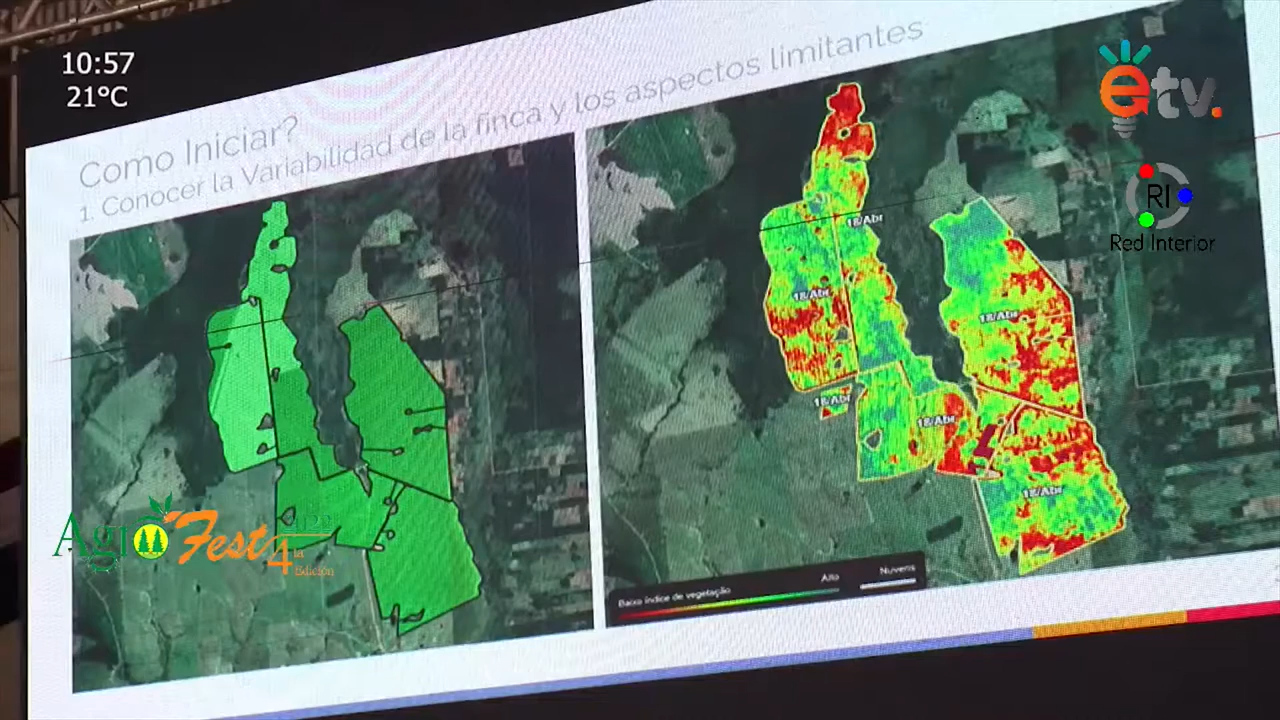 10:57
21°C
Como Iniciar?
1. Conocer la Variabilidad de la finca y los aspectos limitantes
etv.
RI
Red Interior
18/Abr
18/Abr
18/Abr
18/Abr
18/Abr
18/Abr
Agro Fest
4 ta
Edición
Baixo índice de vegetação
Alto
Nuvens